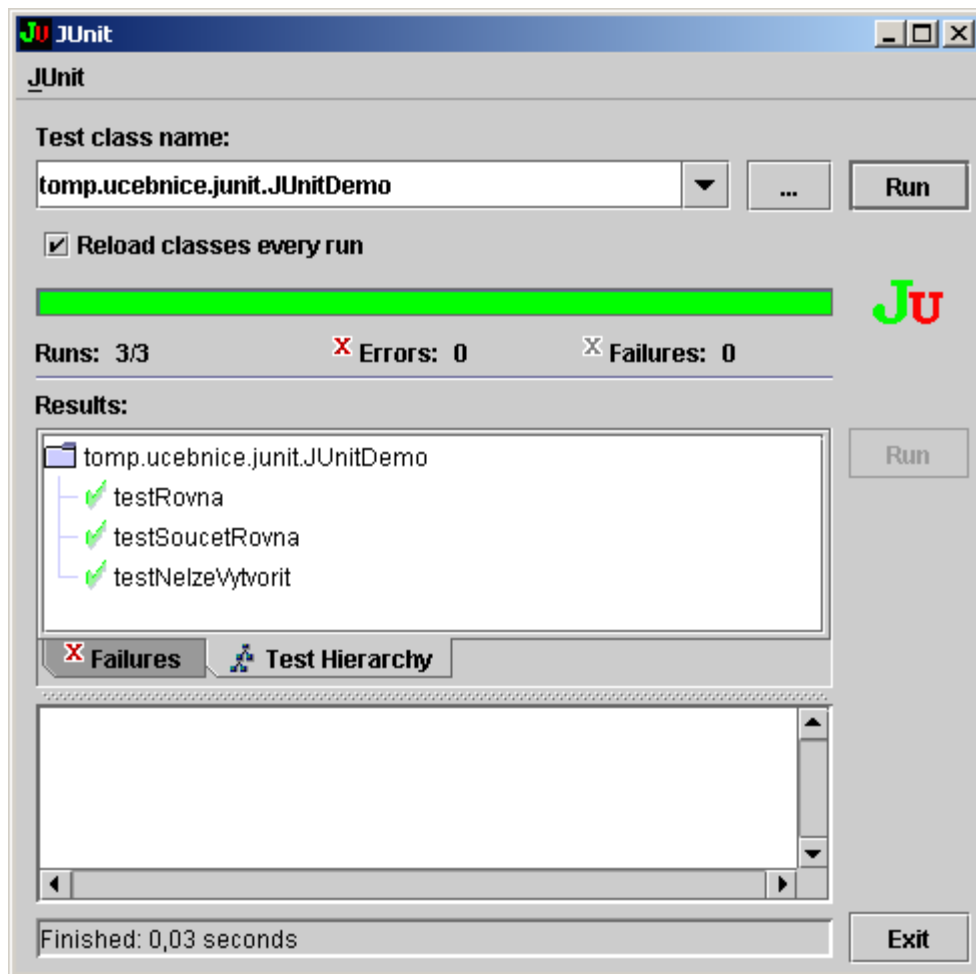 JU JUnit
JUnit
Test class name:
tomp.ucebnice.junit.JUnitDemo ... Run
Reload classes every run
JU
Runs: 3/3 X Errors: 0 X Failures: 0
Results:
tomp.ucebnice.junit.JUnitDemo Run
testRovna
testSoucetRovna
testNelzeVytvorit
X Failures Test Hierarchy
Finished: 0,03 seconds Exit